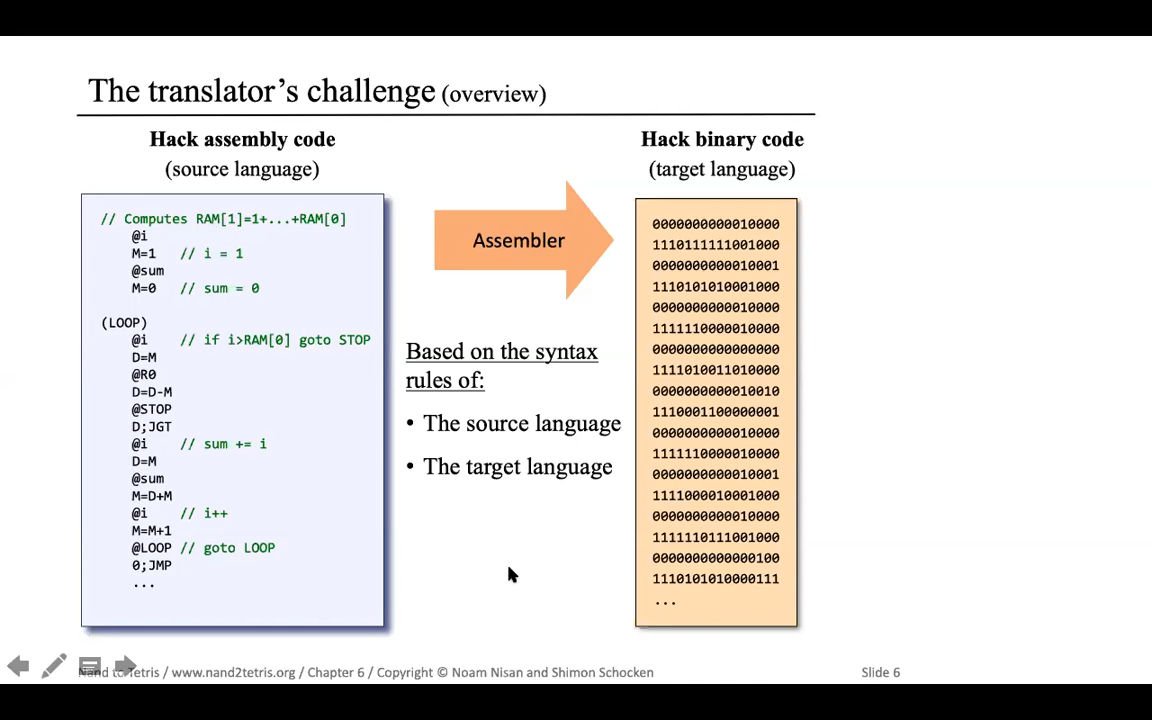 The translator's challenge (overview)
Hack assembly code
(source language)
// Computes RAM[1]=1+...+RAM[0]
@i
M=1 // i = 1
@sum
M=0 // sum = 0
(LOOP)
@i // if i>RAM[0] goto STOP
D=M
@R0
D=D-M
@STOP
D;JGT
@i // sum += i
D=M
@sum
M=D+M
@i // i++
M=M+1
@LOOP // goto LOOP
0;JMP
...
Assembler
Based on the syntax
rules of:
• The source language
• The target language
Hack binary code
(target language)
0000000000010000
1110111111001000
0000000000010001
1110101010001000
0000000000010000
1111110000010000
0000000000000000
1111010011010000
0000000000010010
1110001100000001
0000000000010000
1111110000010000
0000000000010001
1111000010001000
0000000000010000
1111110111001000
0000000000000100
1110101010000111
...
Nand to Tetris / www.nand2tetris.org / Chapter 6 / Copyright © Noam Nisan and Shimon Schocken
Slide 6